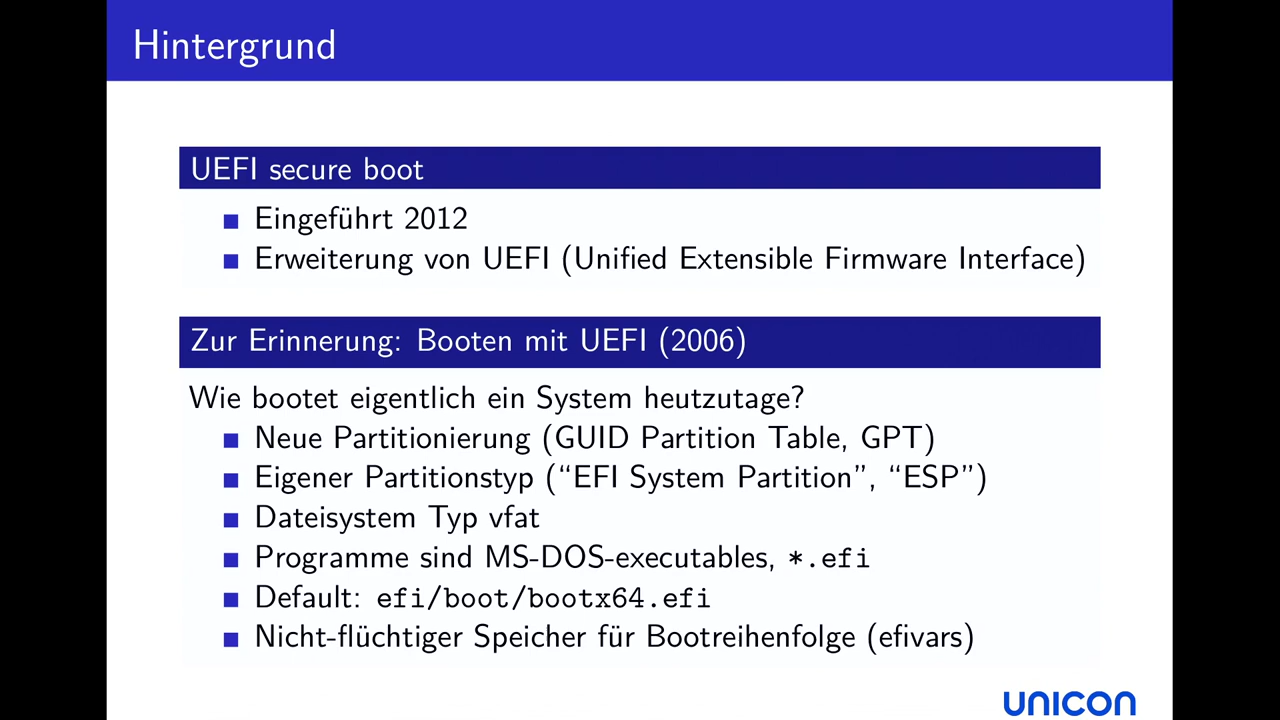 Hintergrund
UEFI secure boot
Eingeführt 2012
Erweiterung von UEFI (Unified Extensible Firmware Interface)
Zur Erinnerung: Booten mit UEFI (2006)
Wie bootet eigentlich ein System heutzutage?
Neue Partitionierung (GUID Partition Table, GPT)
Eigener Partitionstyp (“EFI System Partition”, “ESP”)
Dateisystem Typ vfat
Programme sind MS-DOS-executables, *.efi
Default: efi/boot/bootx64.efi
Nicht-flüchtiger Speicher für Bootreihenfolge (efivars)
UNICON